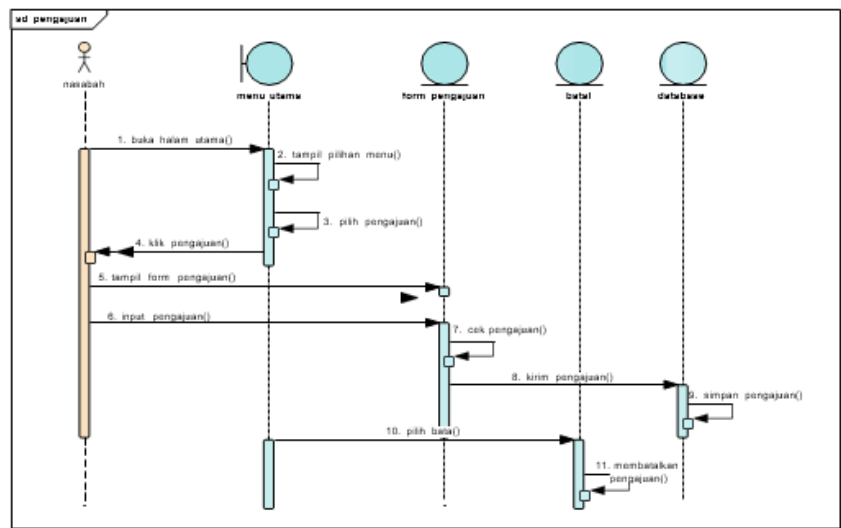 sd pengajuan
nasabah
menu utama
form pengajuan
batal
database
1. buka halam utama()
2. tampil pilihan menu()
3. pilih pengajuan()
4. klik pengajuan()
5. tampil form pengajuan()
6. input pengajuan()
7. cek pengajuan()
8. kirim pengajuan()
9. simpan pengajuan()
10. pilih bata()
11. membatalkan
pengajuan()